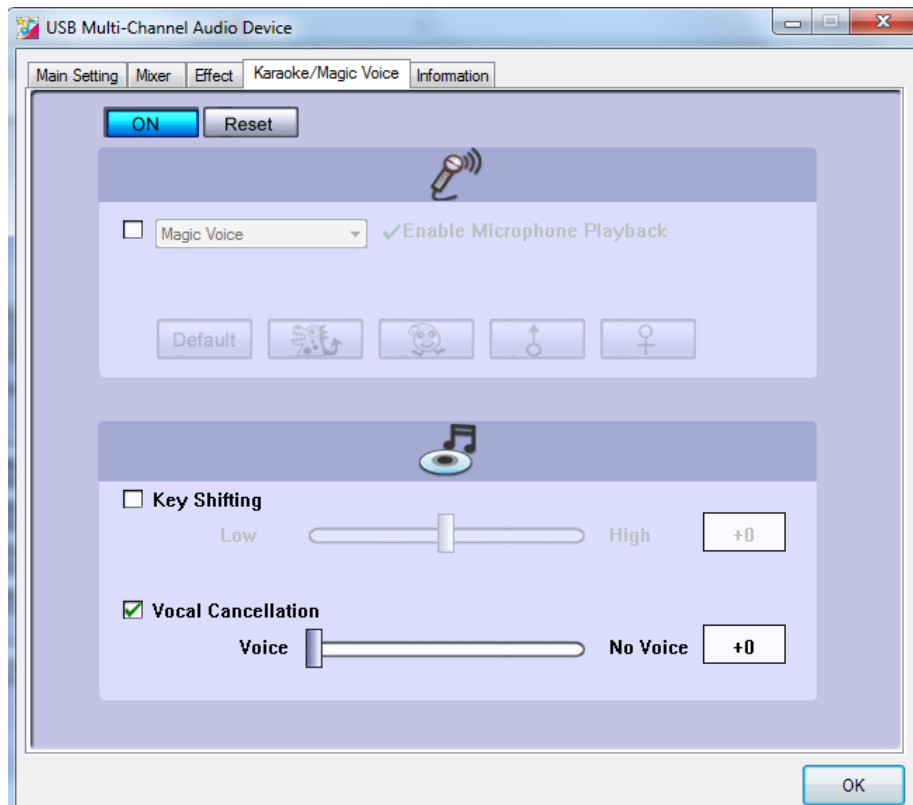 USB Multi-Channel Audio Device
Main Setting Mixer Effect Karaoke/Magic Voice Information
ON Reset
Magic Voice Enable Microphone Playback
Default
Key Shifting
Low High +0
Vocal Cancellation
Voice No Voice +0
OK